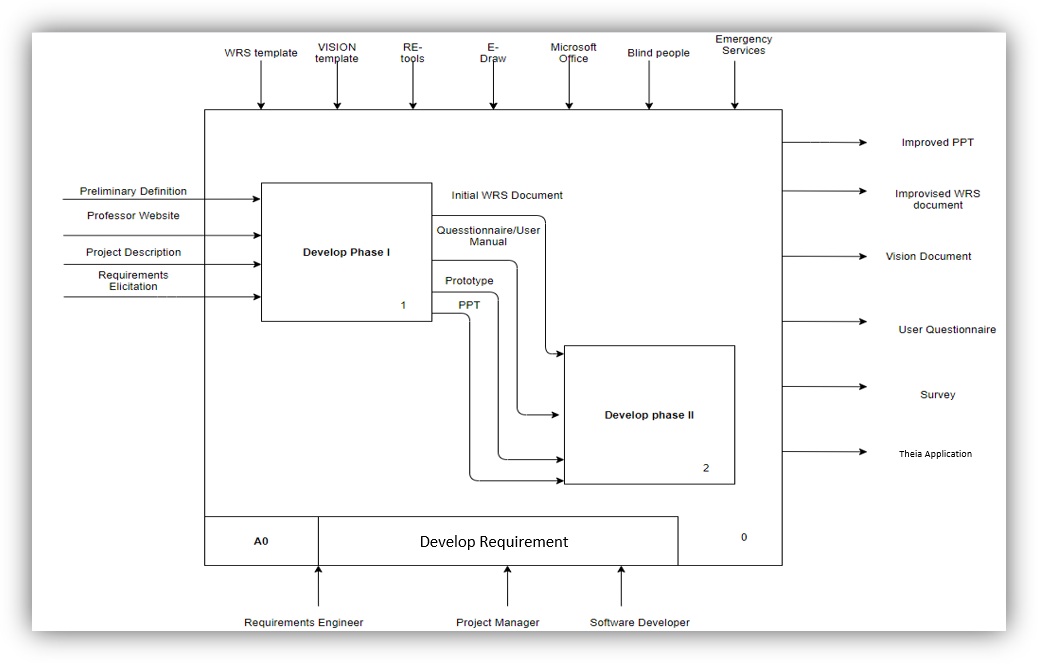 WRS template
VISION
template
RE-
tools
E-
Draw
Microsoft
Office
Blind people
Emergency
Services
Preliminary Definition
Professor Website
Project Description
Requirements
Elicitation
Develop Phase I
1
Initial WRS Document
Quesstionnaire/User
Manual
Prototype
PPT
Develop phase II
2
Improved PPT
Improvised WRS
document
Vision Document
User Questionnaire
Survey
Theia Application
A0
Develop Requirement
0
Requirements Engineer
Project Manager
Software Developer